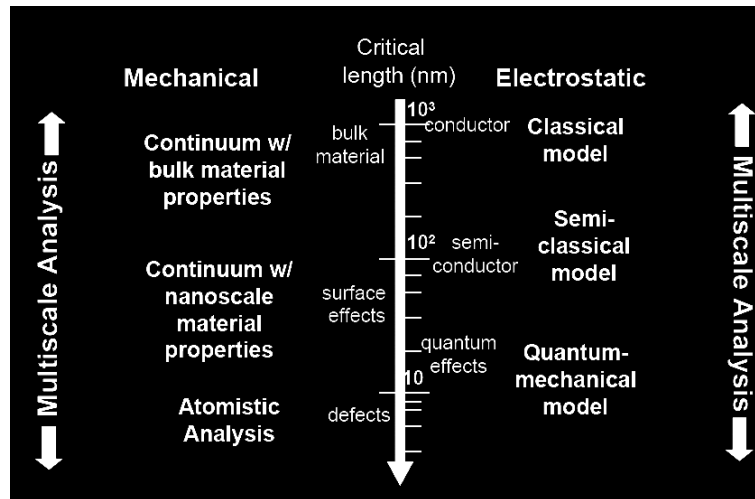 Critical
length (nm)
Mechanical
Electrostatic
Multiscale Analysis
Continuum w/
bulk material
properties
Continuum w/
nanoscale
material
properties
Atomistic
Analysis
bulk
material
surface
effects
defects
10³
10²
10
conductor
semi-
conductor
quantum
effects
Classical
model
Semi-
classical
model
Quantum-
mechanical
model
Multiscale Analysis